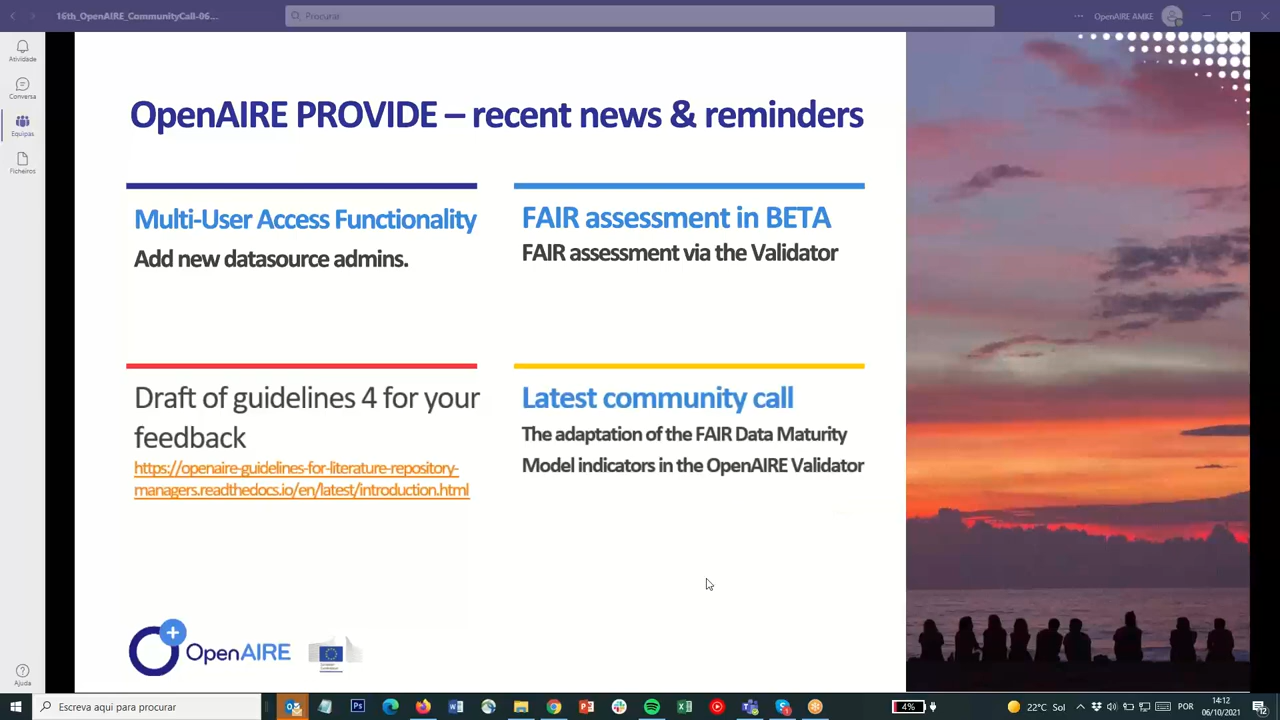 16th_OpenAIRE_CommunityCall-06...
Procurar
OpenAIRE AMKE
Atividade
Conversa
Equipas
Ficheiros
Ajuda
OpenAIRE PROVIDE – recent news & reminders
Multi-User Access Functionality
Add new datasource admins.
FAIR assessment in BETA
FAIR assessment via the Validator
Draft of guidelines 4 for your
feedback
https://openaire-guidelines-for-literature-repository-
managers.readthedocs.io/en/latest/introduction.html
Latest community call
The adaptation of the FAIR Data Maturity
Model indicators in the OpenAIRE Validator
OpenAIRE
Escreva aqui para procurar
4%
22°C Sol
POR
14:12
06/10/2021